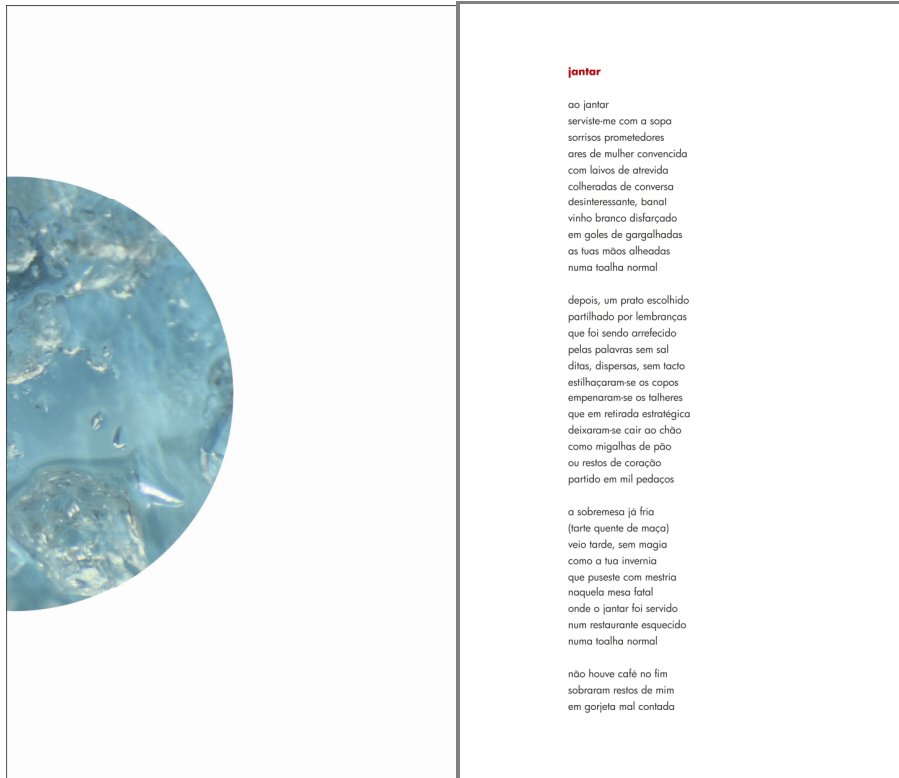 jantar
ao jantar
serviste-me com a sopa
sorrisos prometedores
ares de mulher convencida
com laivos de atrevida
colheradas de conversa
desinteressante, banal
vinho branco disfarçado
em goles de gargalhadas
as tuas mãos alheadas
numa toalha normal
depois, um prato escolhido
partilhado por lembranças
que foi sendo arrefecido
pelas palavras sem sal
ditas, dispersas, sem tacto
estilhaçaram-se os copos
empenaram-se os talheres
que em retirada estratégica
deixaram-se cair ao chão
como migalhas de pão
ou restos de coração
partido em mil pedaços
a sobremesa já fria
(tarte quente de maça)
veio tarde, sem magia
como a tua invernia
que puseste com mestria
naquela mesa fatal
onde o jantar foi servido
num restaurante esquecido
numa toalha normal
não houve café no fim
sobraram restos de mim
em gorjeta mal contada